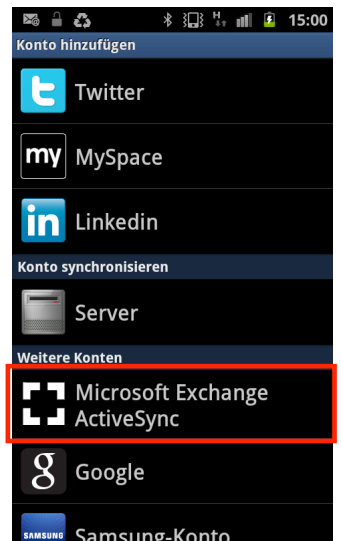 H 15:00
Konto hinzufügen
Twitter
my MySpace
in Linkedin
Konto synchronisieren
Server
Weitere Konten
Microsoft Exchange
ActiveSync
g Google
SAMSUNG Samsung-Konto